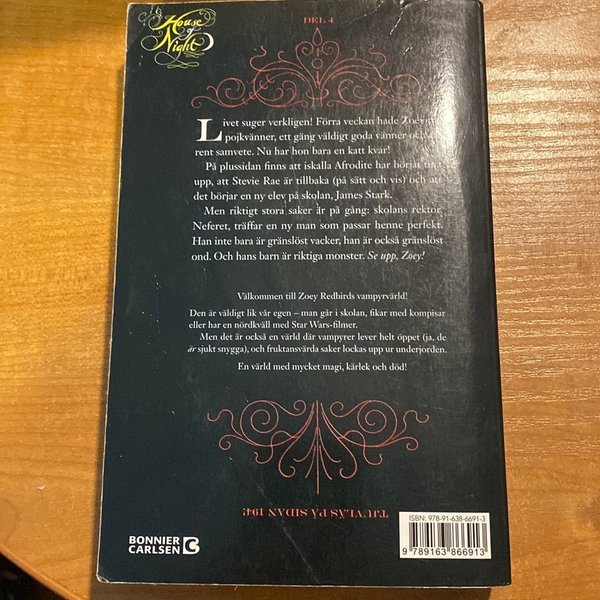 House of Night
DEL 4
Livet suger verkligen! Förra veckan hade Zoey
pojkvänner, ett gäng väldigt goda vänner
rent samvete. Nu har hon bara en katt kvar!
På plussidan finns att iskalla Afrodite har börjat
upp, att Stevie Rae är tillbaka (på sätt och vis) och att
det börjar en ny elev på skolan, James Stark.
Men riktigt stora saker är på gång: skolans rektor,
Neferet, träffar en ny man som passar henne perfekt.
Han inte bara är gränslöst vacker, han är också gränslöst
ond. Och hans barn är riktiga monster. Se upp, Zoey!
Välkommen till Zoey Redbirds vampyrvärld!
Den är väldigt lik vår egen – man går i skolan, fikar med kompisar
eller har en nördkväll med Star Wars-filmer.
Men det är också en värld där vampyrer lever helt öppet (ja, de
är sjukt snygga), och fruktansvärda saker lockas upp ur underjorden.
En värld med mycket magi, kärlek och död!
TJUVLÄS PÅ SIDAN 194!
BONNIER
CARLSEN
ISBN: 978-91-638-6691-3
9 789163 866913